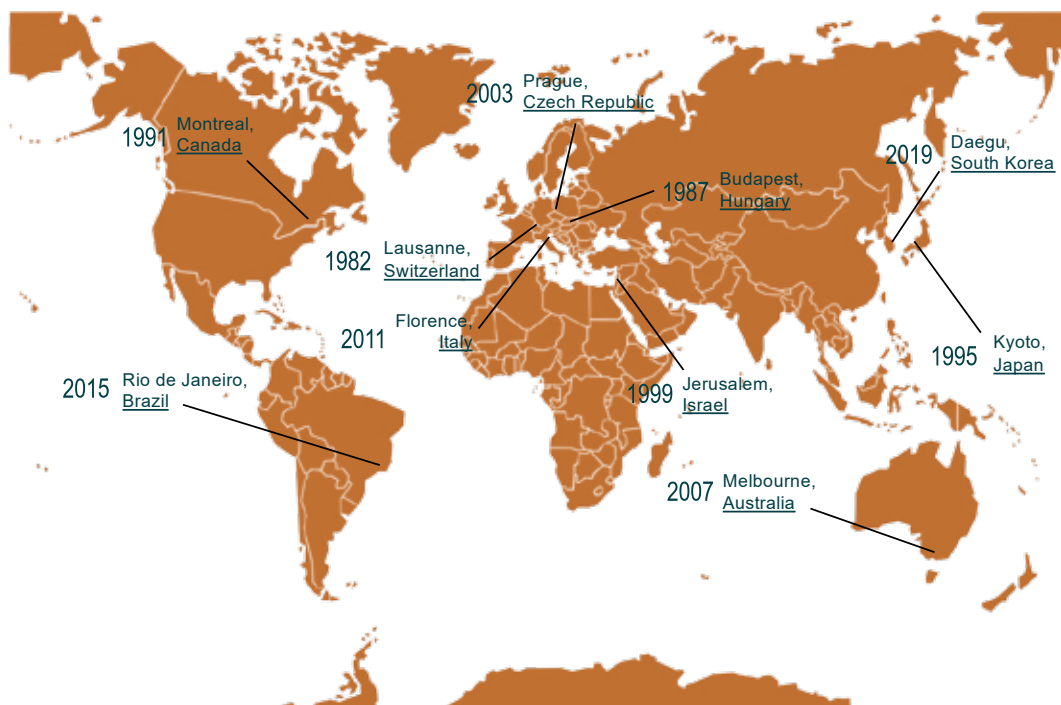 2003
Prague,
Czech Republic
1991
Montreal,
Canada
2019
Daegu,
South Korea
1987
Budapest,
Hungary
1982
Lausanne,
Switzerland
2011
Florence,
Italy
1995
Kyoto,
Japan
2015
Rio de Janeiro,
Brazil
1999
Jerusalem,
Israel
2007
Melbourne,
Australia